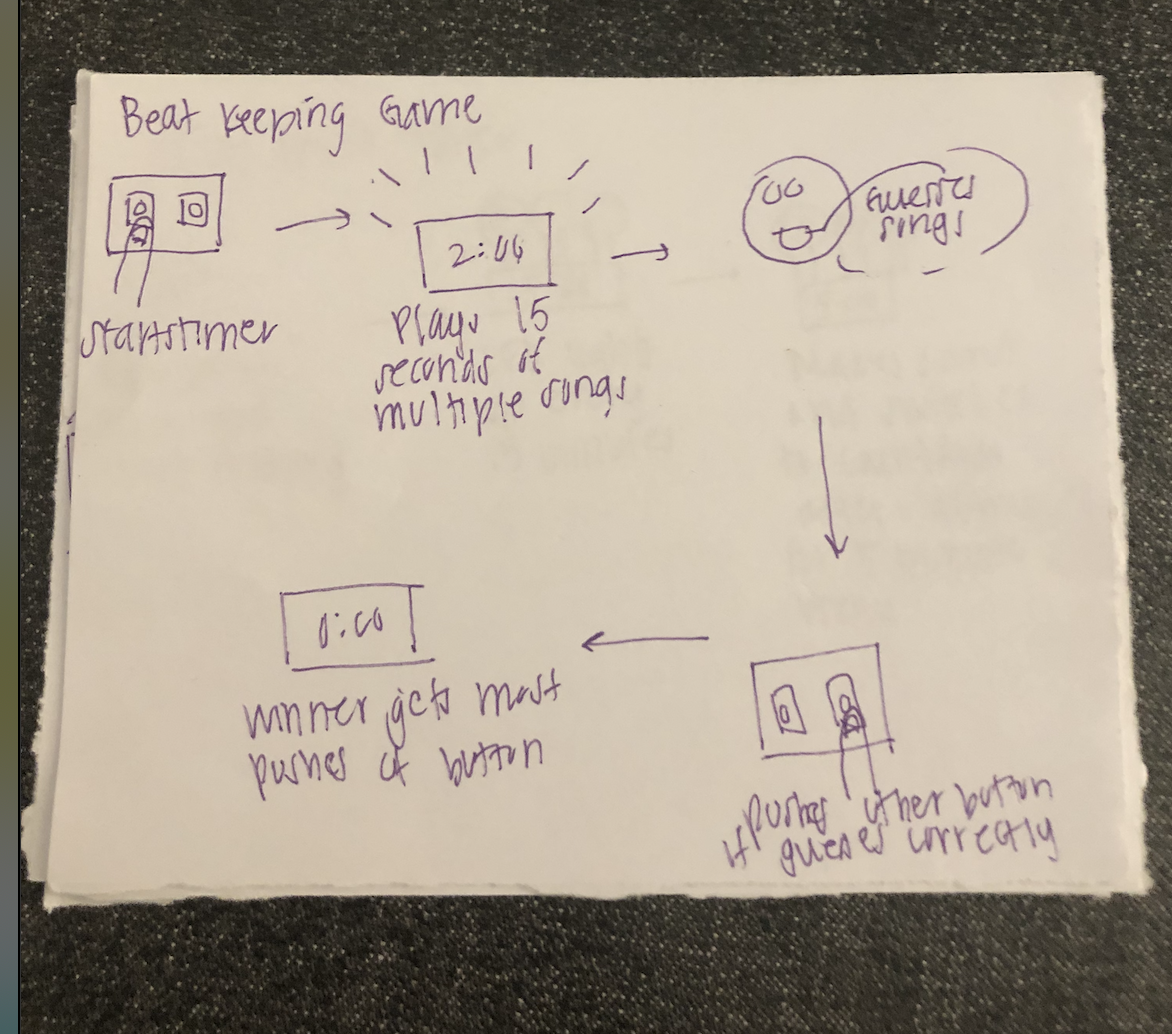 Beat Keeping Game
2:00
Guesses
songs
starts timer
Plays 15
seconds of
multiple songs
0:00
winner gets most
pushes of button
pushes other button
if guesses correctly